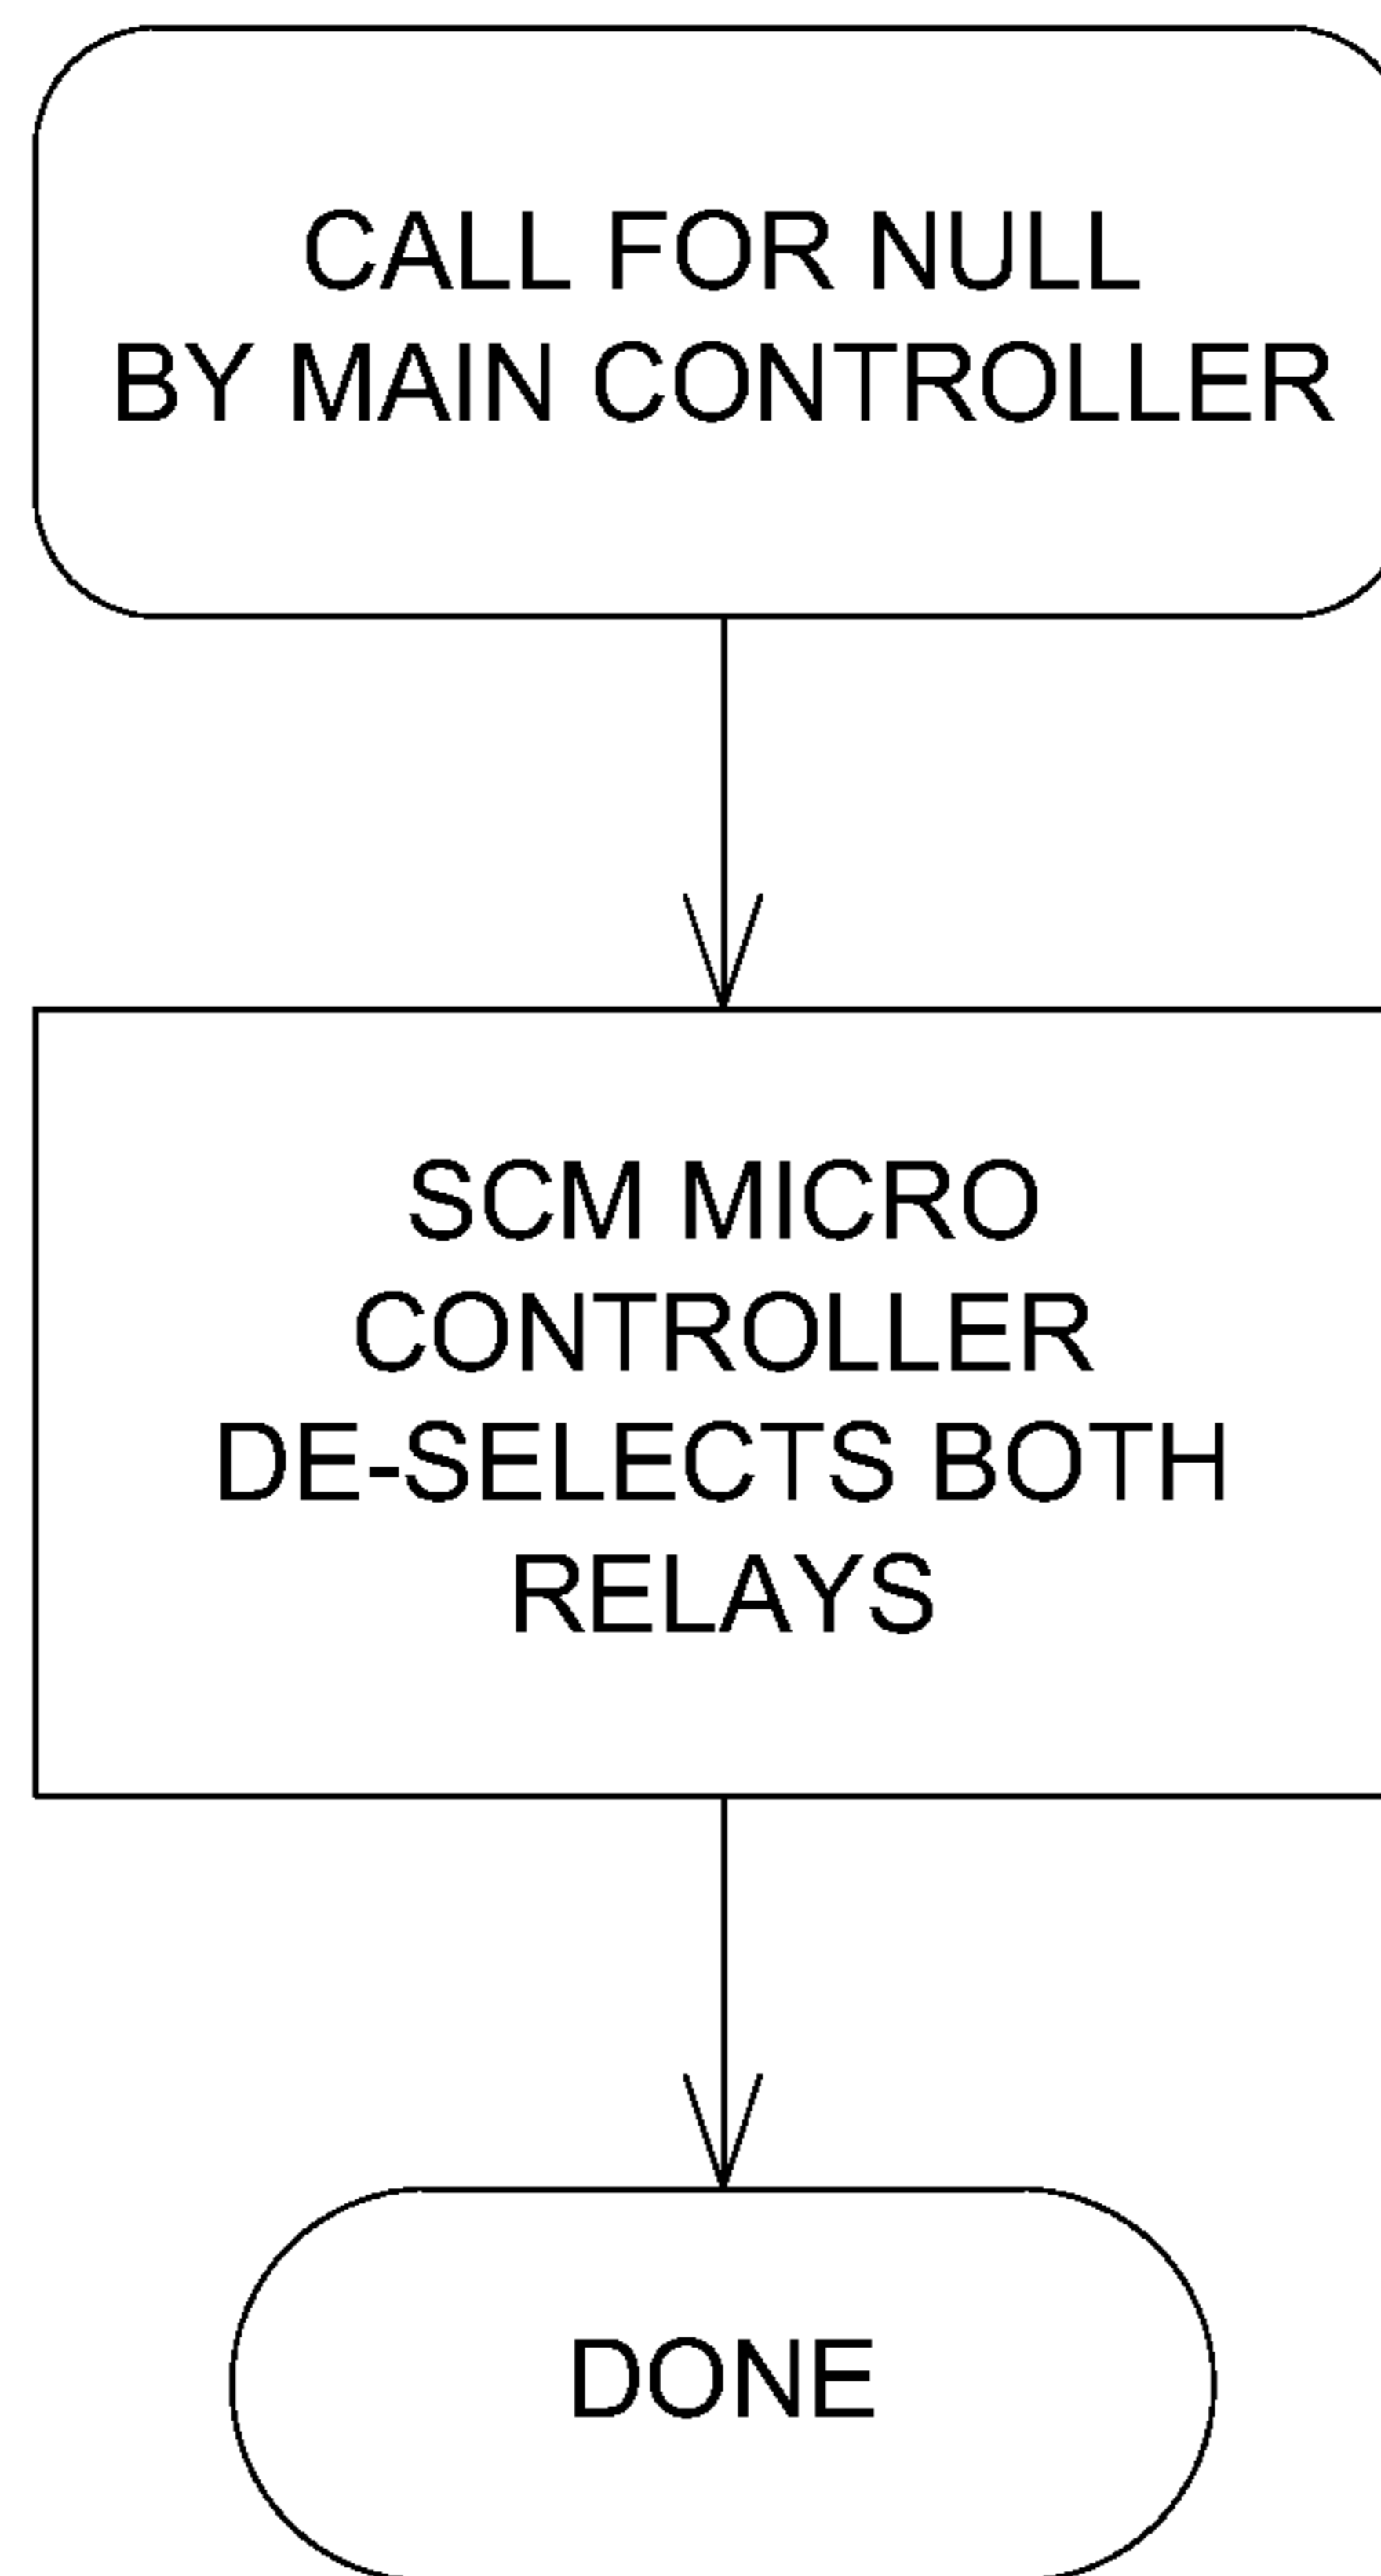 CALL FOR NULL
BY MAIN CONTROLLER
SCM MICRO
CONTROLLER
DE-SELECTS BOTH
RELAYS
DONE